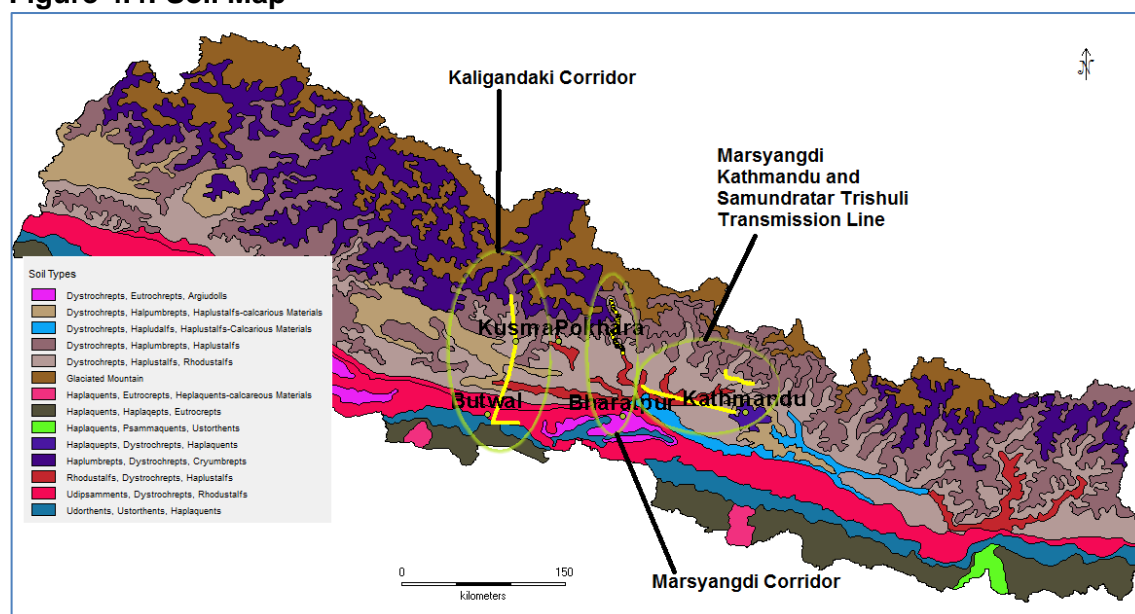 Figure 4.1: Soil Map
N
Kaligandaki Corridor
Marsyangdi
Kathmandu and
Samundratar Trishuli
Transmission Line
Soil Types
Dystrochrepts, Eutrochrepts, Argiudolls
Dystrochrepts, Halpumbrepts, Haplustalfs-calcarious Materials
Dystrochrepts, Hapludalfs, Haplustalfs-Calcarious Materials
Dystrochrepts, Haplumbrepts, Haplustalfs
Dystrochrepts, Haplustalfs, Rhodustalfs
Glaciated Mountain
Haplaquents, Eutrocrepts, Heplaquents-calcareous Materials
Haplaquents, Haplaqepts, Eutrocrepts
Haplaquents, Psammaquents, Ustorthents
Haplaquepts, Dystrochrepts, Haplaquents
Haplumbrepts, Dystrochrepts, Cryumbrepts
Rhodustalfs, Dystrochrepts, Haplustalfs
Udipsamments, Dystrochrepts, Rhodustalfs
Udorthents, Ustorthents, Haplaquents
Kusma Pokhara
Butwal
Bharatpur
Kathmandu
0 150
kilometers
Marsyangdi Corridor